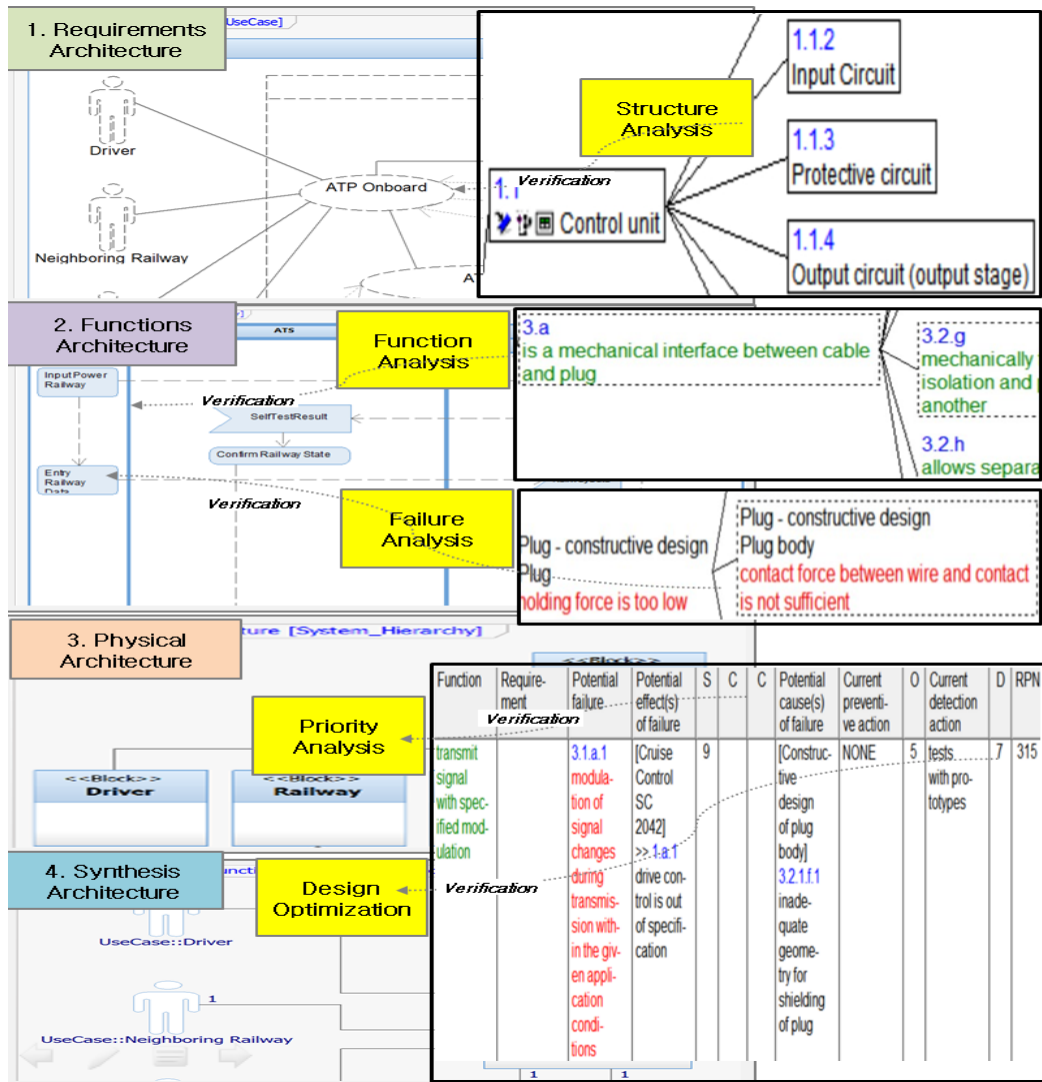 1. Requirements
Architecture
UseCase]
Driver
Neighboring Railway
ATP Onboard
Structure
Analysis
Verification
1.1.2
Input Circuit
1.1.3
Protective circuit
Control unit
1.1.4
Output circuit (output stage)
2. Functions
Architecture
ATS
Function
Analysis
3.a
is a mechanical interface between cable
and plug
3.2.g
mechanically
isolation and
another
3.2.h
allows separa
InputPower
Railway
Verification
SelfTestResult
Confirm Railway State
Entry
Railway
Data
Verification
Failure
Analysis
Plug - constructive design
Plug
holding force is too low
Plug - constructive design
Plug body
contact force between wire and contact
is not sufficient
3. Physical
Architecture
ture [System_Hierarchy]
<<Block>>
Priority
Analysis
Verification
<<Block>>
Driver
<<Block>>
Railway
Function
Require-
ment
Potential
failure
Potential
effect(s)
of failure
S
C
C
Potential
cause(s)
of failure
Current
preventi-
ve action
O
Current
detection
action
D
RPN
transmit
signal
with spec-
ified mod-
ulation
3.1.a.1
modula-
tion of
signal
changes
during
transmis-
sion with-
in the giv-
en appli-
cation
condi-
tions
[Cruise
Control
SC
2042]
>> 1.a.1
drive con-
trol is out
of specifi-
cation
9
[Construc-
tive
design
of plug
body]
3.2.1.f.1
inade-
quate
geome-
try for
shielding
of plug
NONE
5
tests
with pro-
totypes
7
315
4. Synthesis
Architecture
Design
Optimization
Verification
UseCase::Driver
1
UseCase::Neighboring Railway
1
1